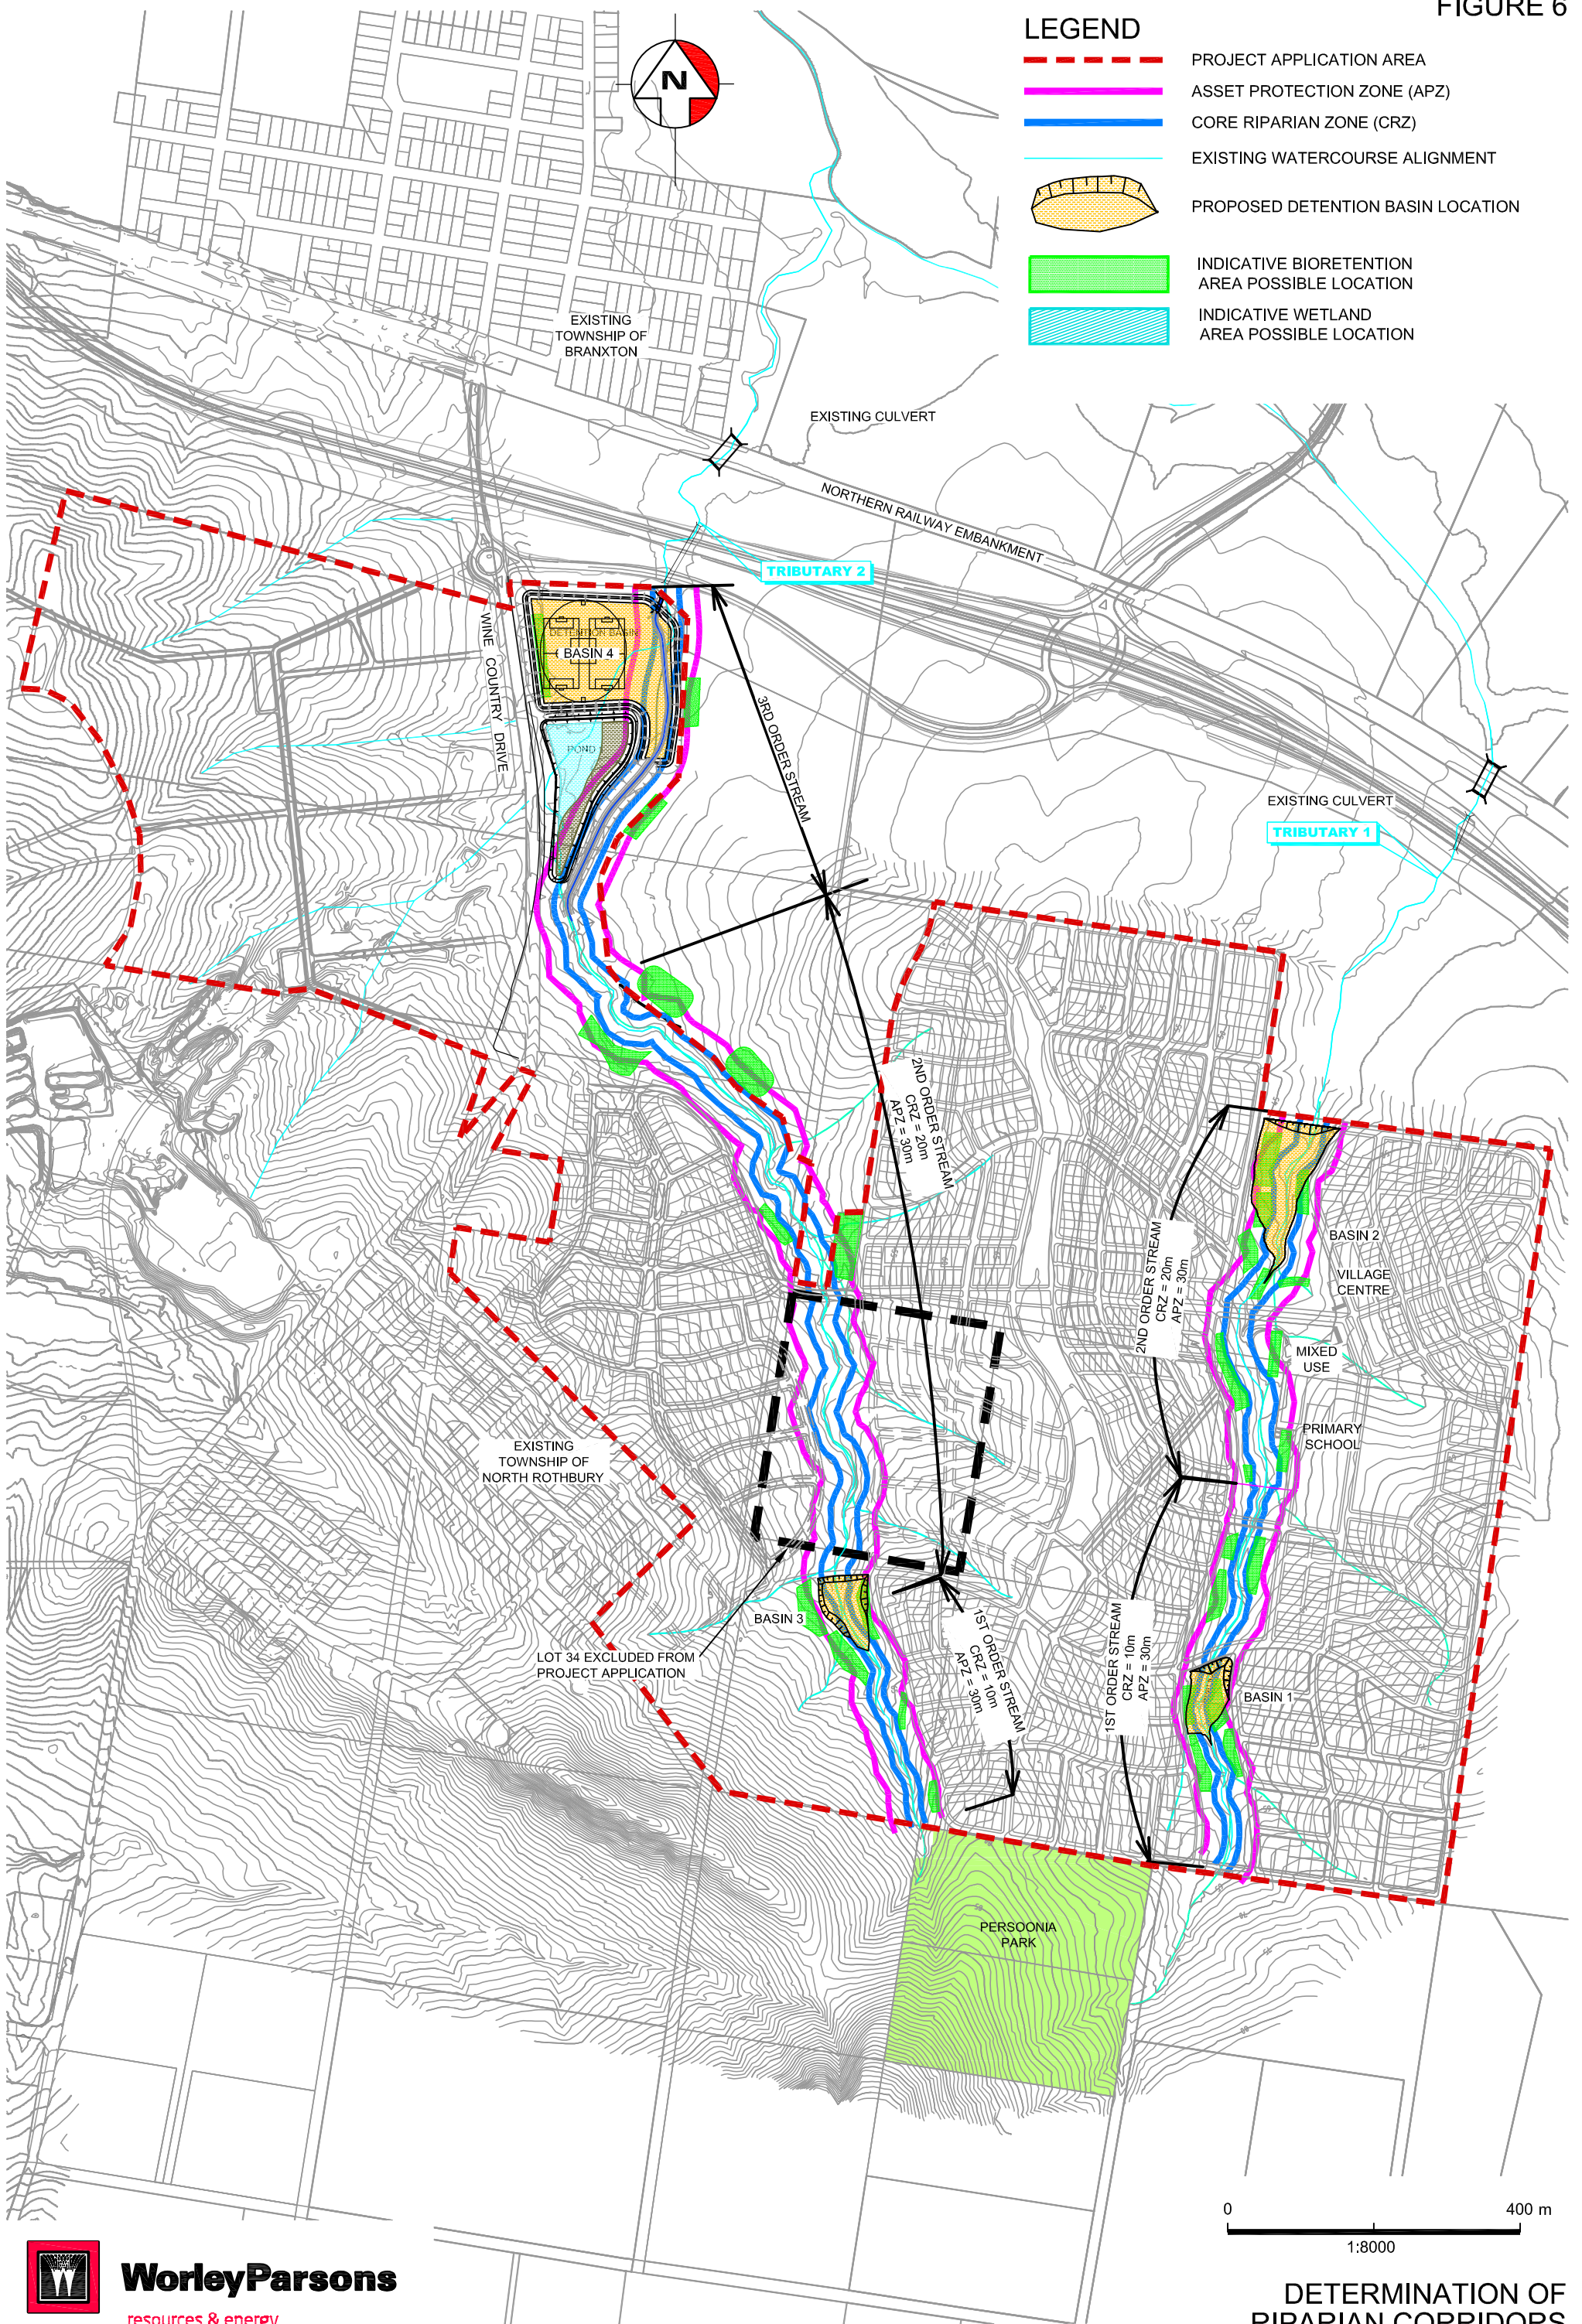 FIGURE 6
LEGEND
PROJECT APPLICATION AREA
ASSET PROTECTION ZONE (APZ)
CORE RIPARIAN ZONE (CRZ)
EXISTING WATERCOURSE ALIGNMENT
PROPOSED DETENTION BASIN LOCATION
INDICATIVE BIORETENTION
AREA POSSIBLE LOCATION
INDICATIVE WETLAND
AREA POSSIBLE LOCATION
N
EXISTING
TOWNSHIP OF
BRANXTON
EXISTING CULVERT
NORTHERN RAILWAY EMBANKMENT
TRIBUTARY 2
WINE COUNTRY DRIVE
DETENTION BASIN
BASIN 4
POND
3RD ORDER STREAM
EXISTING CULVERT
TRIBUTARY 1
2ND ORDER STREAM
CRZ = 20m
APZ = 30m
2ND ORDER STREAM
CRZ = 20m
APZ = 30m
BASIN 2
VILLAGE
CENTRE
MIXED
USE
PRIMARY
SCHOOL
EXISTING
TOWNSHIP OF
NORTH ROTHBURY
BASIN 3
LOT 34 EXCLUDED FROM
PROJECT APPLICATION
1ST ORDER STREAM
CRZ = 10m
APZ = 30m
1ST ORDER STREAM
CRZ = 10m
APZ = 30m
BASIN 1
PERSOONIA
PARK
0 400 m
1:8000
WorleyParsons
resources & energy
DETERMINATION OF
RIPARIAN CORRIDORS